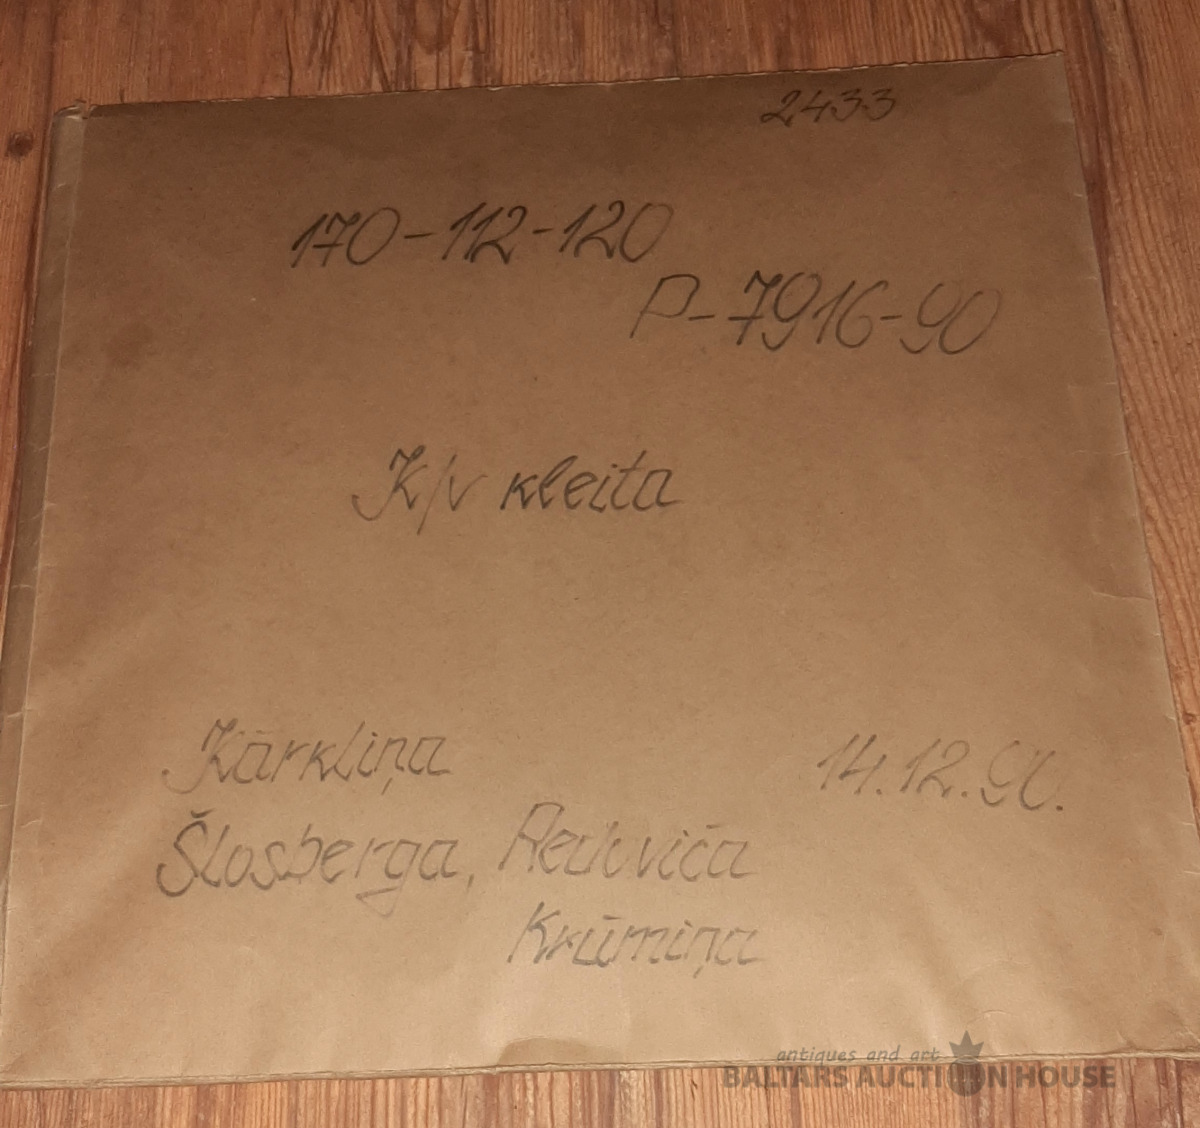 2433
170-112-120
P-7916-90
K/v kleita
Kārkliņa
14.12.90.
Šlosberga,
Krūmiņa
antiques and art
BALTARS AUCTION HOUSE